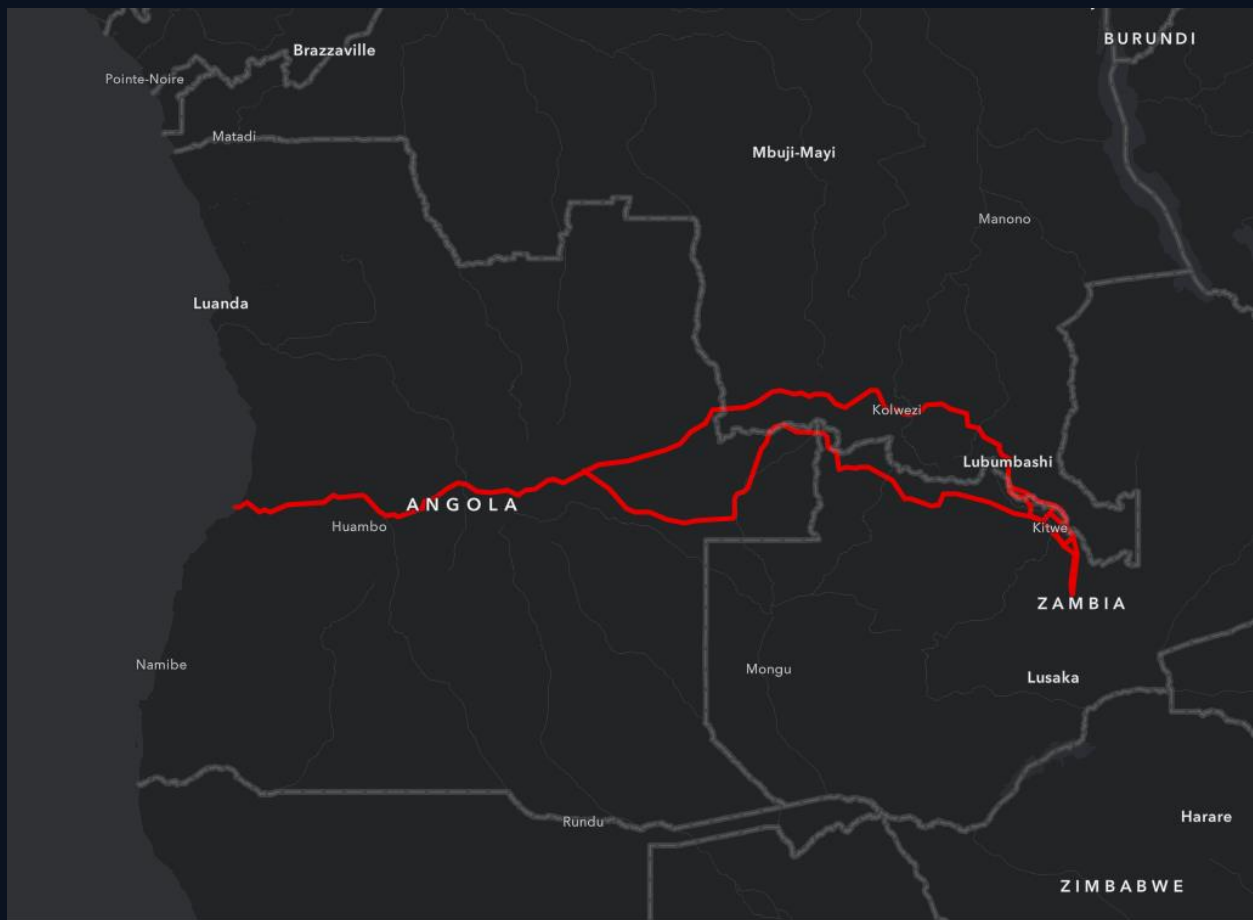 BURUNDI
Brazzaville
Pointe-Noire
Matadi
Mbuji-Mayi
Manono
Luanda
Kolwezi
Lubumbashi
ANGOLA
Huambo
Kitwe
ZAMBIA
Namibe
Mongu
Lusaka
Rundu
Harare
ZIMBABWE